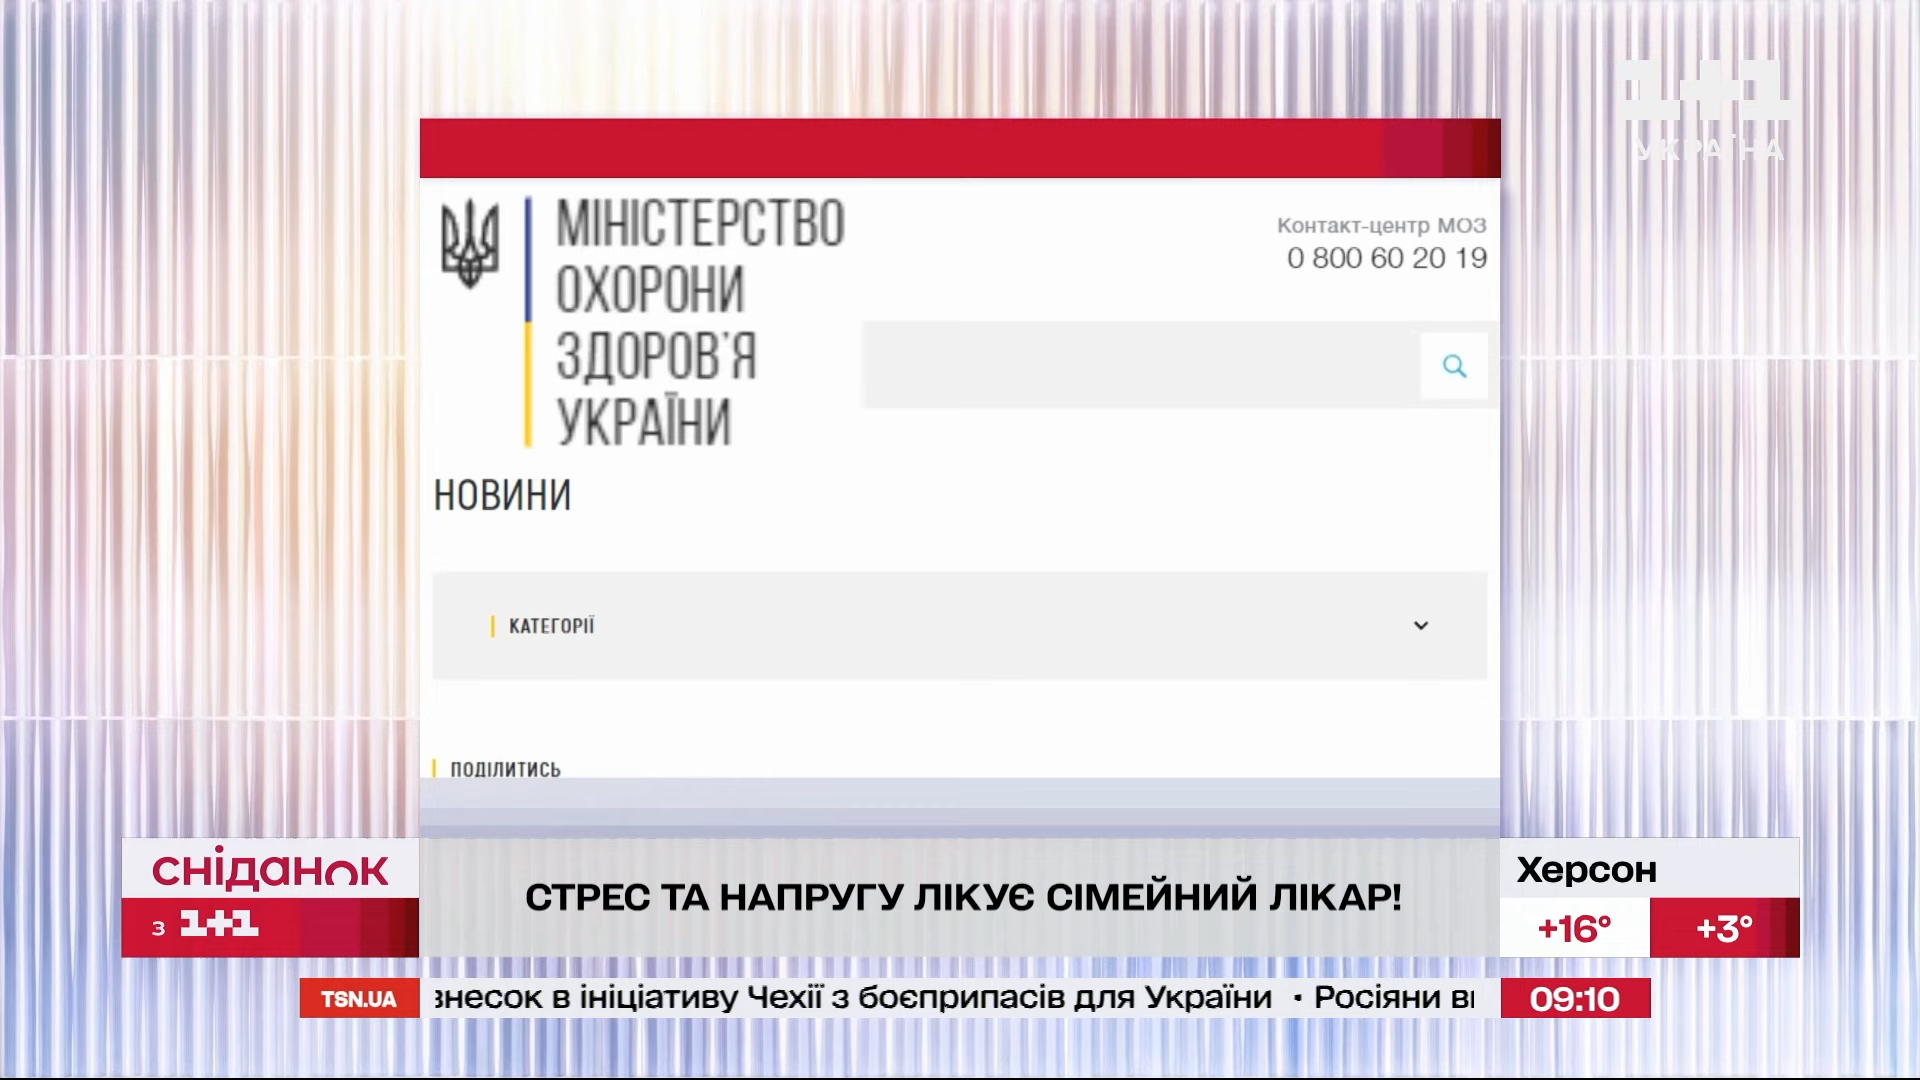 1+1
УКРАЇНА
МІНІСТЕРСТВО
ОХОРОНИ
ЗДОРОВ'Я
УКРАЇНИ
Контакт-центр МОЗ
0 800 60 20 19
НОВИНИ
КАТЕГОРІЇ
ПОДІЛИТИСЬ
СНІДАНОК
з 1+1
СТРЕС ТА НАПРУГУ ЛІКУЄ СІМЕЙНИЙ ЛІКАР!
Херсон
+16° +3°
TSN.UA
внесок в ініціативу Чехії з боєприпасів для України • Росіяни
09:10